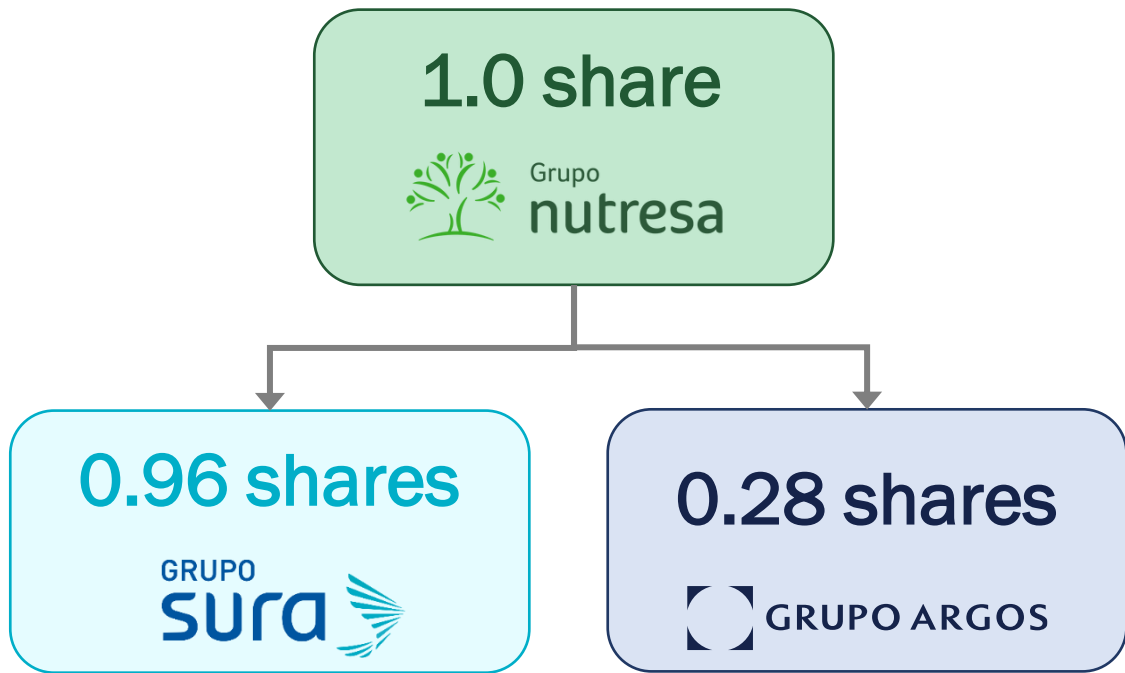 1.0 share
Grupo
nutresa
0.96 shares
GRUPO
sura
0.28 shares
GRUPO ARGOS